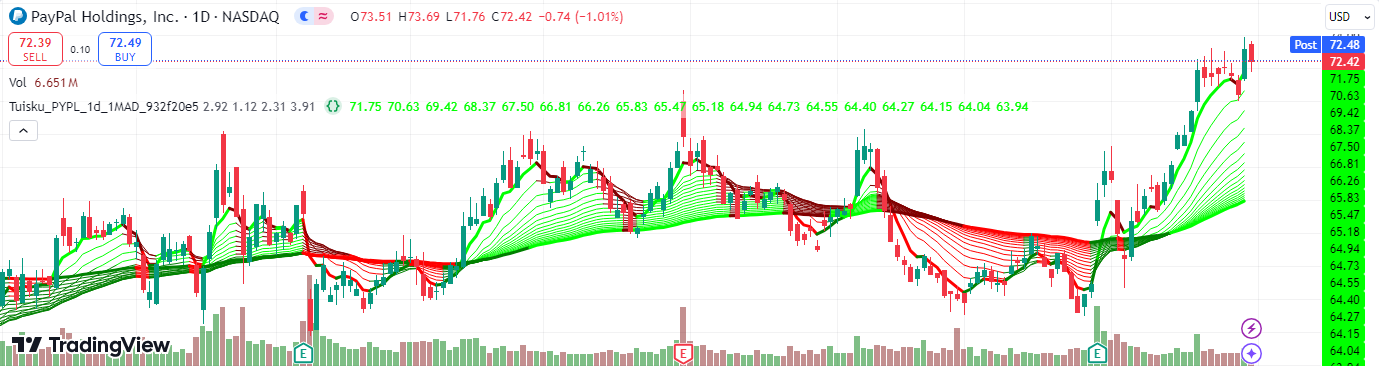 PayPal Holdings, Inc. · 1D · NASDAQ O73.51 H73.69 L71.76 C72.42 −0.74 (−1.01%) USD
72.39 SELL 0.10 72.49 BUY
Post 72.48
72.42
Vol 6.651M
Tuisku_PYPL_1d_1MAD_932f20e5 2.92 1.12 2.31 3.91 71.75 70.63 69.42 68.37 67.50 66.81 66.26 65.83 65.47 65.18 64.94 64.73 64.55 64.40 64.27 64.15 64.04 63.94
71.75
70.63
69.42
68.37
67.50
66.81
66.26
65.83
65.47
65.18
64.94
64.73
64.55
64.40
64.27
64.15
64.04
TradingView
E E E